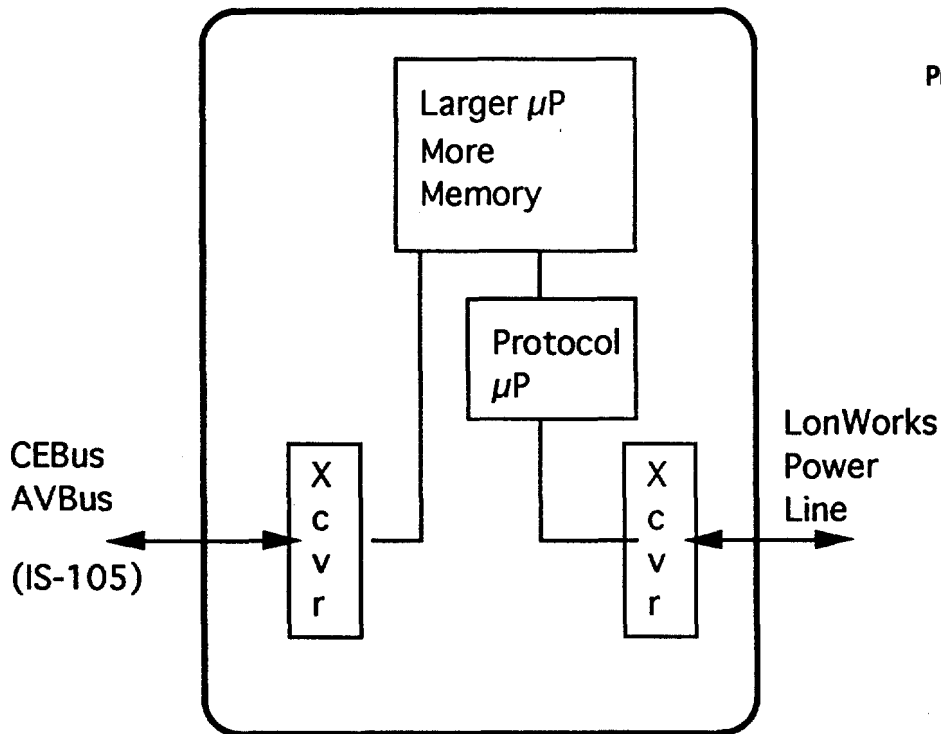 Larger µP
More
Memory
Protocol
µP
CEBus
AVBus
(IS-105)
X
c
v
r
X
c
v
r
LonWorks
Power
Line